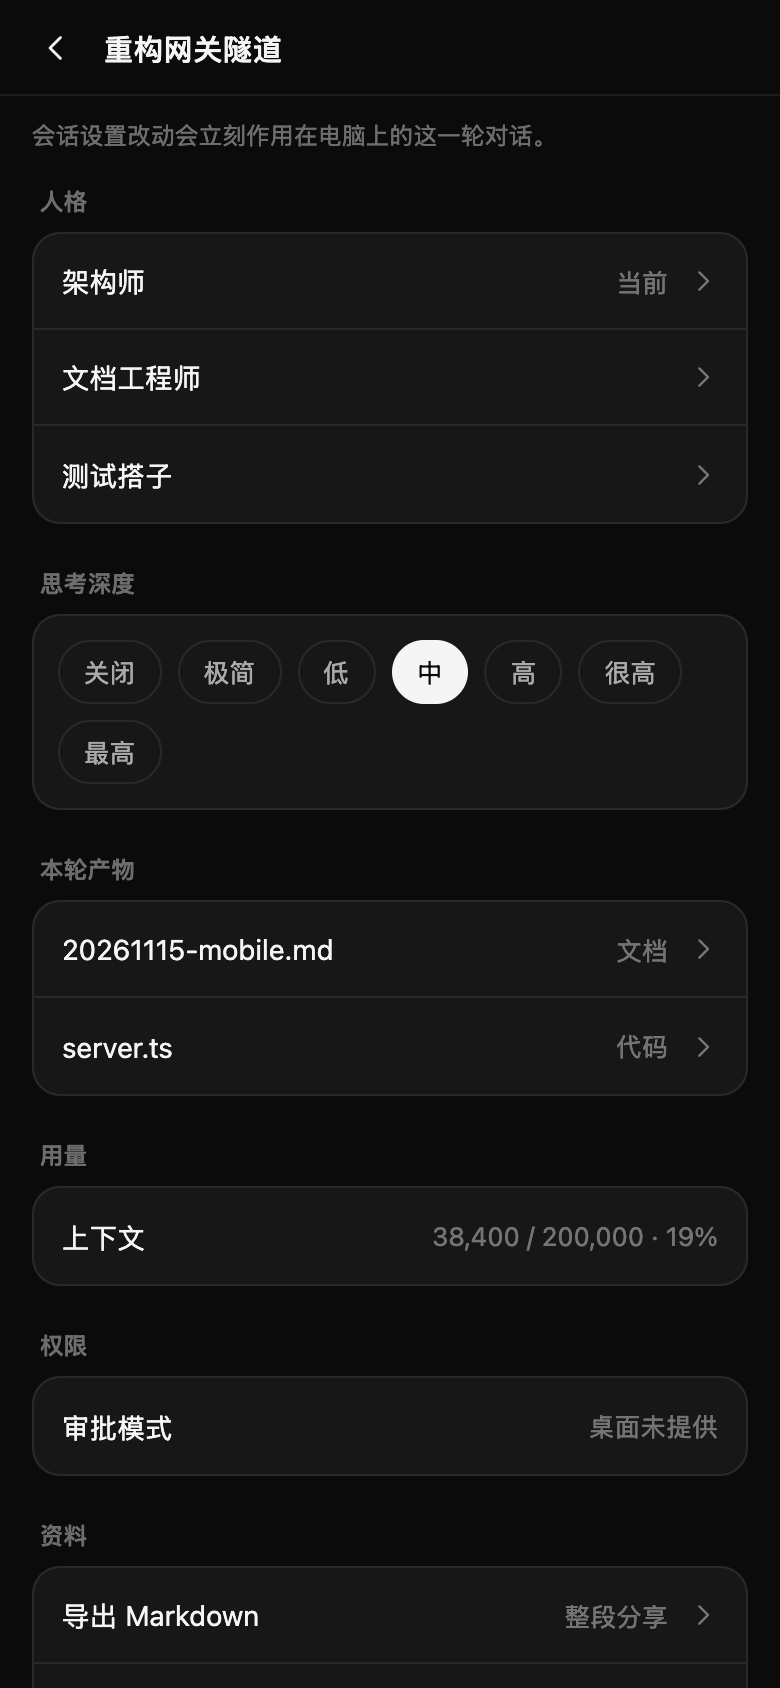 重构网关隧道
会话设置改动会立刻作用在电脑上的这一轮对话。
人格
架构师 当前
文档工程师
测试搭子
思考深度
关闭 极简 低 中 高 很高
最高
本轮产物
20261115-mobile.md 文档
server.ts 代码
用量
上下文 38,400 / 200,000 · 19%
权限
审批模式 桌面未提供
资料
导出 Markdown 整段分享